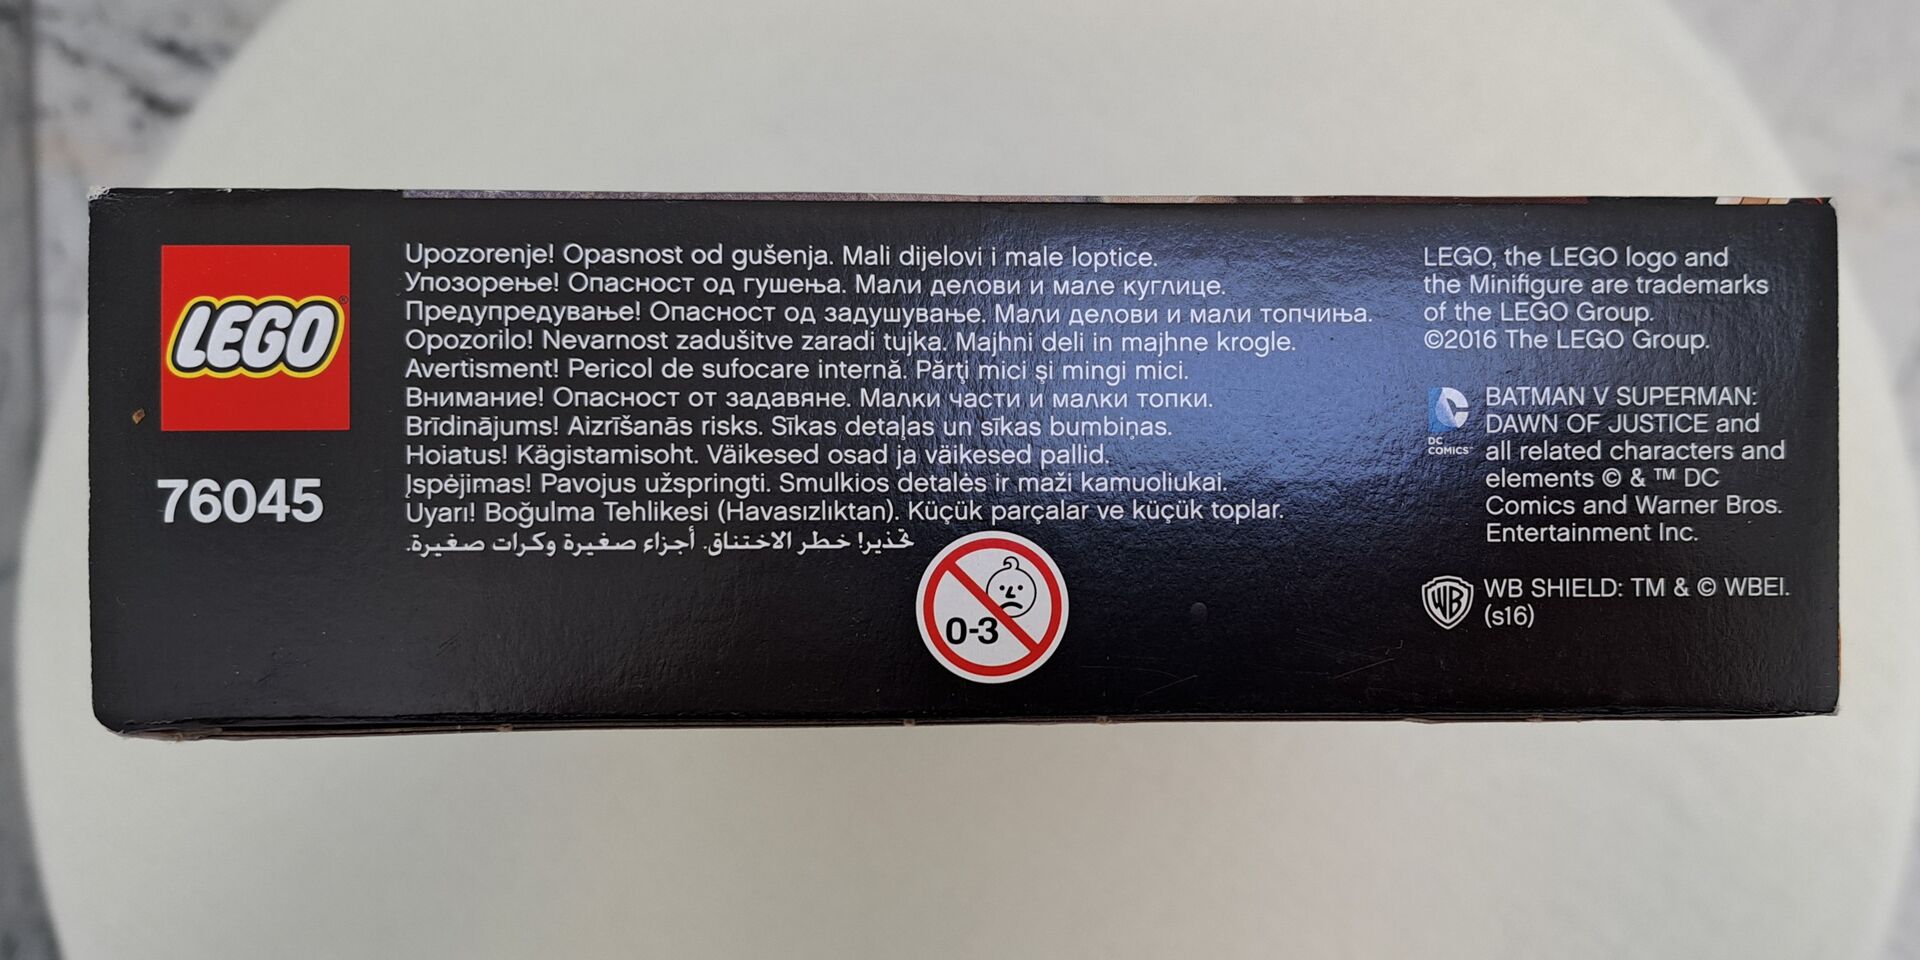 LEGO
®
76045
Upozorenje! Opasnost od gušenja. Mali dijelovi i male loptice.
Упозорење! Опасност од гушења. Мали делови и мале куглице.
Предупредување! Опасност од задушување. Мали делови и мали топчиња.
Opozorilo! Nevarnost zadušitve zaradi tujka. Majhni deli in majhne krogle.
Avertisment! Pericol de sufocare internă. Părţi mici şi mingi mici.
Внимание! Опасност от задавяне. Малки части и малки топки.
Brīdinājums! Aizrīšanās risks. Sīkas detaļas un sīkas bumbiņas.
Hoiatus! Kägistamisoht. Väikesed osad ja väikesed pallid.
Įspėjimas! Pavojus užspringti. Smulkios detalės ir maži kamuoliukai.
Uyarı! Boğulma Tehlikesi (Havasızlıktan). Küçük parçalar ve küçük toplar.
تحذير! خطر الاختناق. أجزاء صغيرة وكرات صغيرة.
0-3
LEGO, the LEGO logo and
the Minifigure are trademarks
of the LEGO Group.
©2016 The LEGO Group.
DC
COMICS™
BATMAN V SUPERMAN:
DAWN OF JUSTICE and
all related characters and
elements © & ™ DC
Comics and Warner Bros.
Entertainment Inc.
WB
WB SHIELD: TM & © WBEI.
(s16)